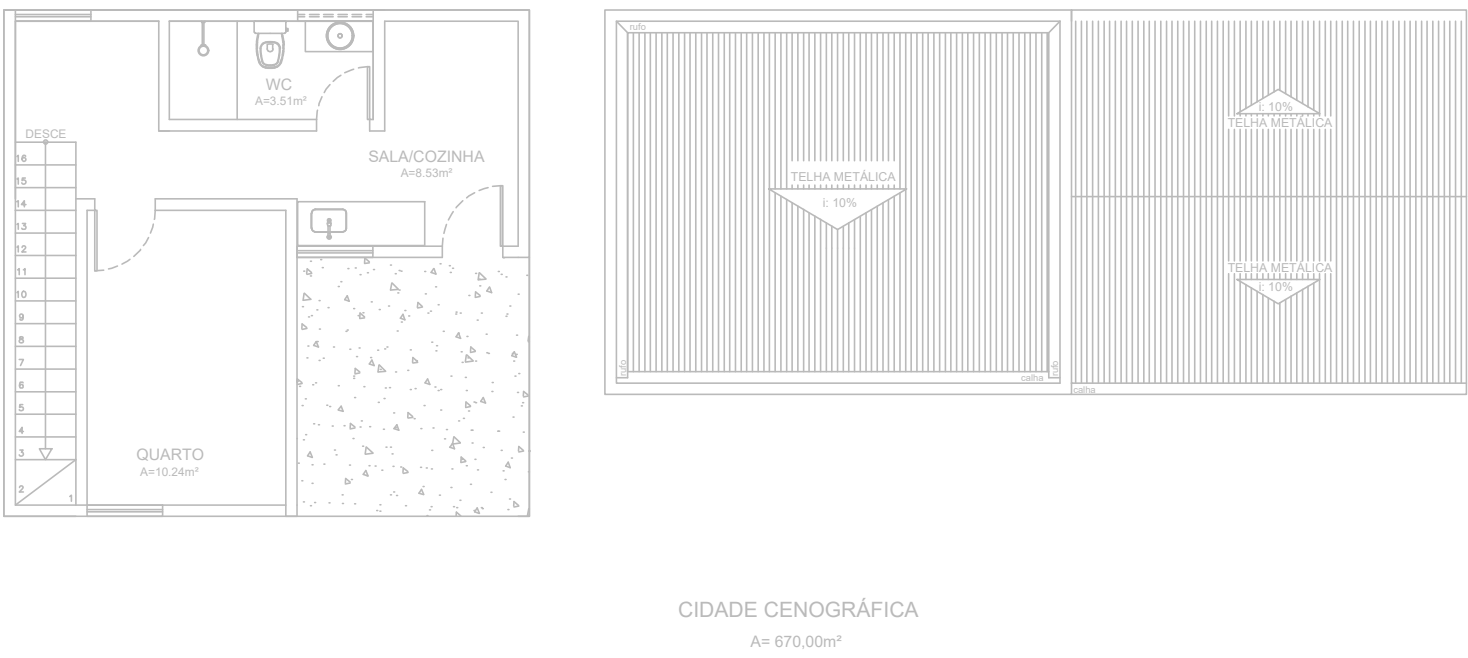 WC
A=3.51m²
DESCE
SALA/COZINHA
A=8.53m²
16
15
14
13
12
11
10
9
8
7
6
5
4
3
2
1
QUARTO
A=10.24m²
rufo
TELHA METÁLICA
i: 10%
rufo
rufo
calha
i: 10%
TELHA METÁLICA
TELHA METÁLICA
i: 10%
calha
CIDADE CENOGRÁFICA
A= 670,00m²